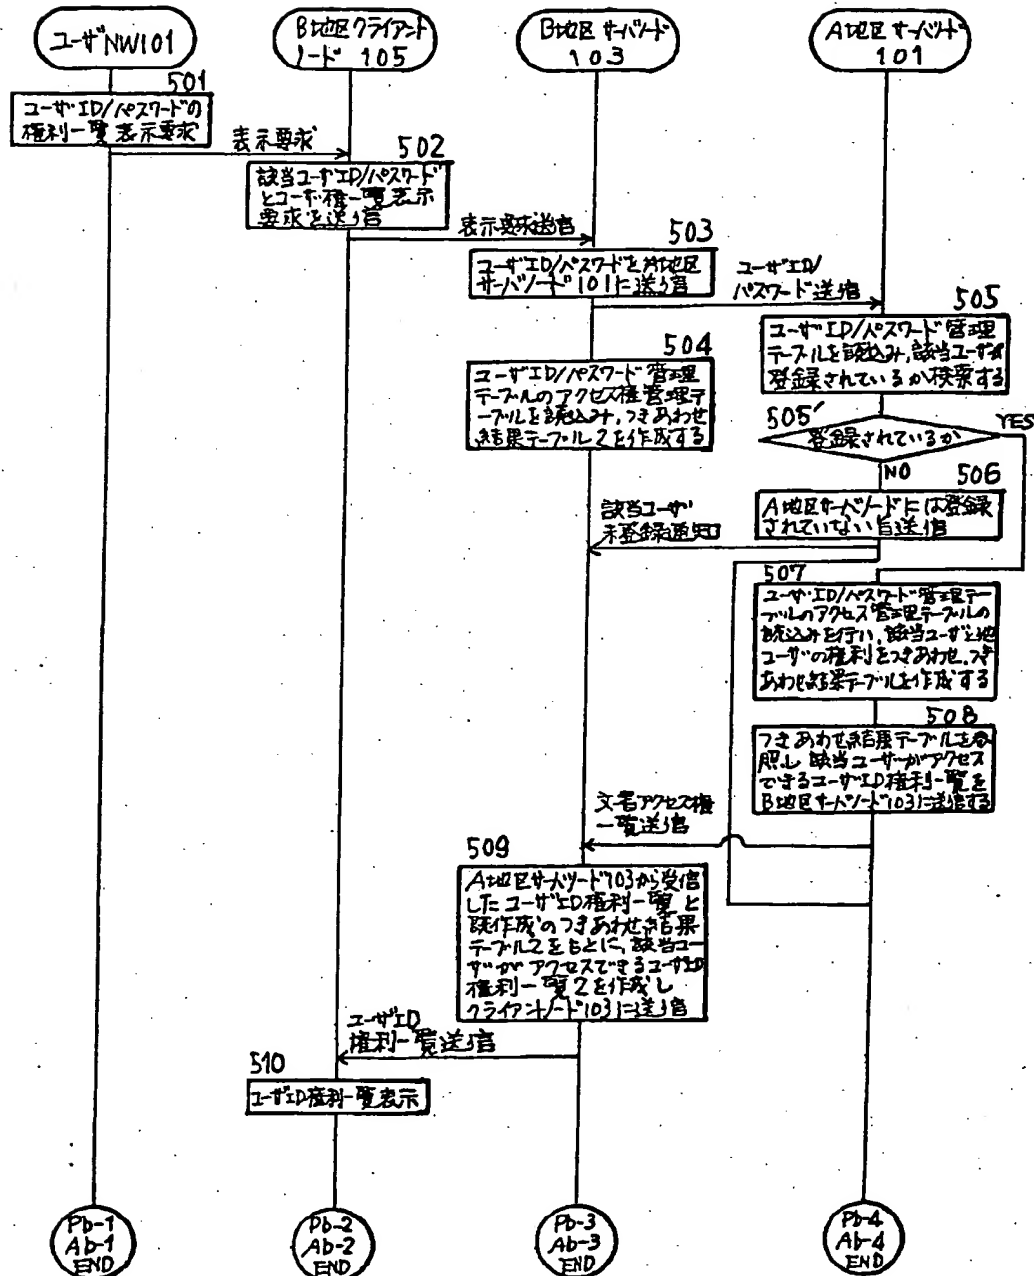 ユーザNW101
B地区クライアント
ノード 105
B地区サーバノード
103
A地区サーバノード
101
501
ユーザID/パスワードの
権利一覧表示要求
表示要求
502
該当ユーザID/パスワード
とユーザ権一覧表示
要求を送信
表示要求送信
503
ユーザID/パスワードをA地区
サーバノード101に送信
ユーザID/
パスワード送信
505
ユーザID/パスワード管理
テーブルを読込み、該当ユーザが
登録されているか検索する
504
ユーザID/パスワード管理
テーブルのアクセス権管理テ
ーブルを読込み、つきあわせ
結果テーブル2を作成する
505'
登録されているか
YES
NO
506
A地区サーバノードには登録
されていない旨送信
該当ユーザ
未登録通知
507
ユーザID/パスワード管理テー
ブルのアクセス管理テーブルの
読込みを行い、該当ユーザと他
ユーザの権利をつきあわせ、つき
あわせ結果テーブルを作成する
508
つきあわせ結果テーブルを参
照し該当ユーザーがアクセス
できるユーザID権利一覧を
B地区サーバノード103に送信する
文書アクセス権
一覧送信
509
A地区サーバノード103から受信
したユーザID権利一覧と
既作成のつきあわせ結果
テーブル2をもとに、該当ユー
ザがアクセスできるユーザID
権利一覧2を作成し
クライアントノード103に送信
ユーザID
権利一覧送信
510
ユーザID権利一覧表示
Pb-1
Ab-1
END
Pb-2
Ab-2
END
Pb-3
Ab-3
END
Pb-4
Ab-4
END